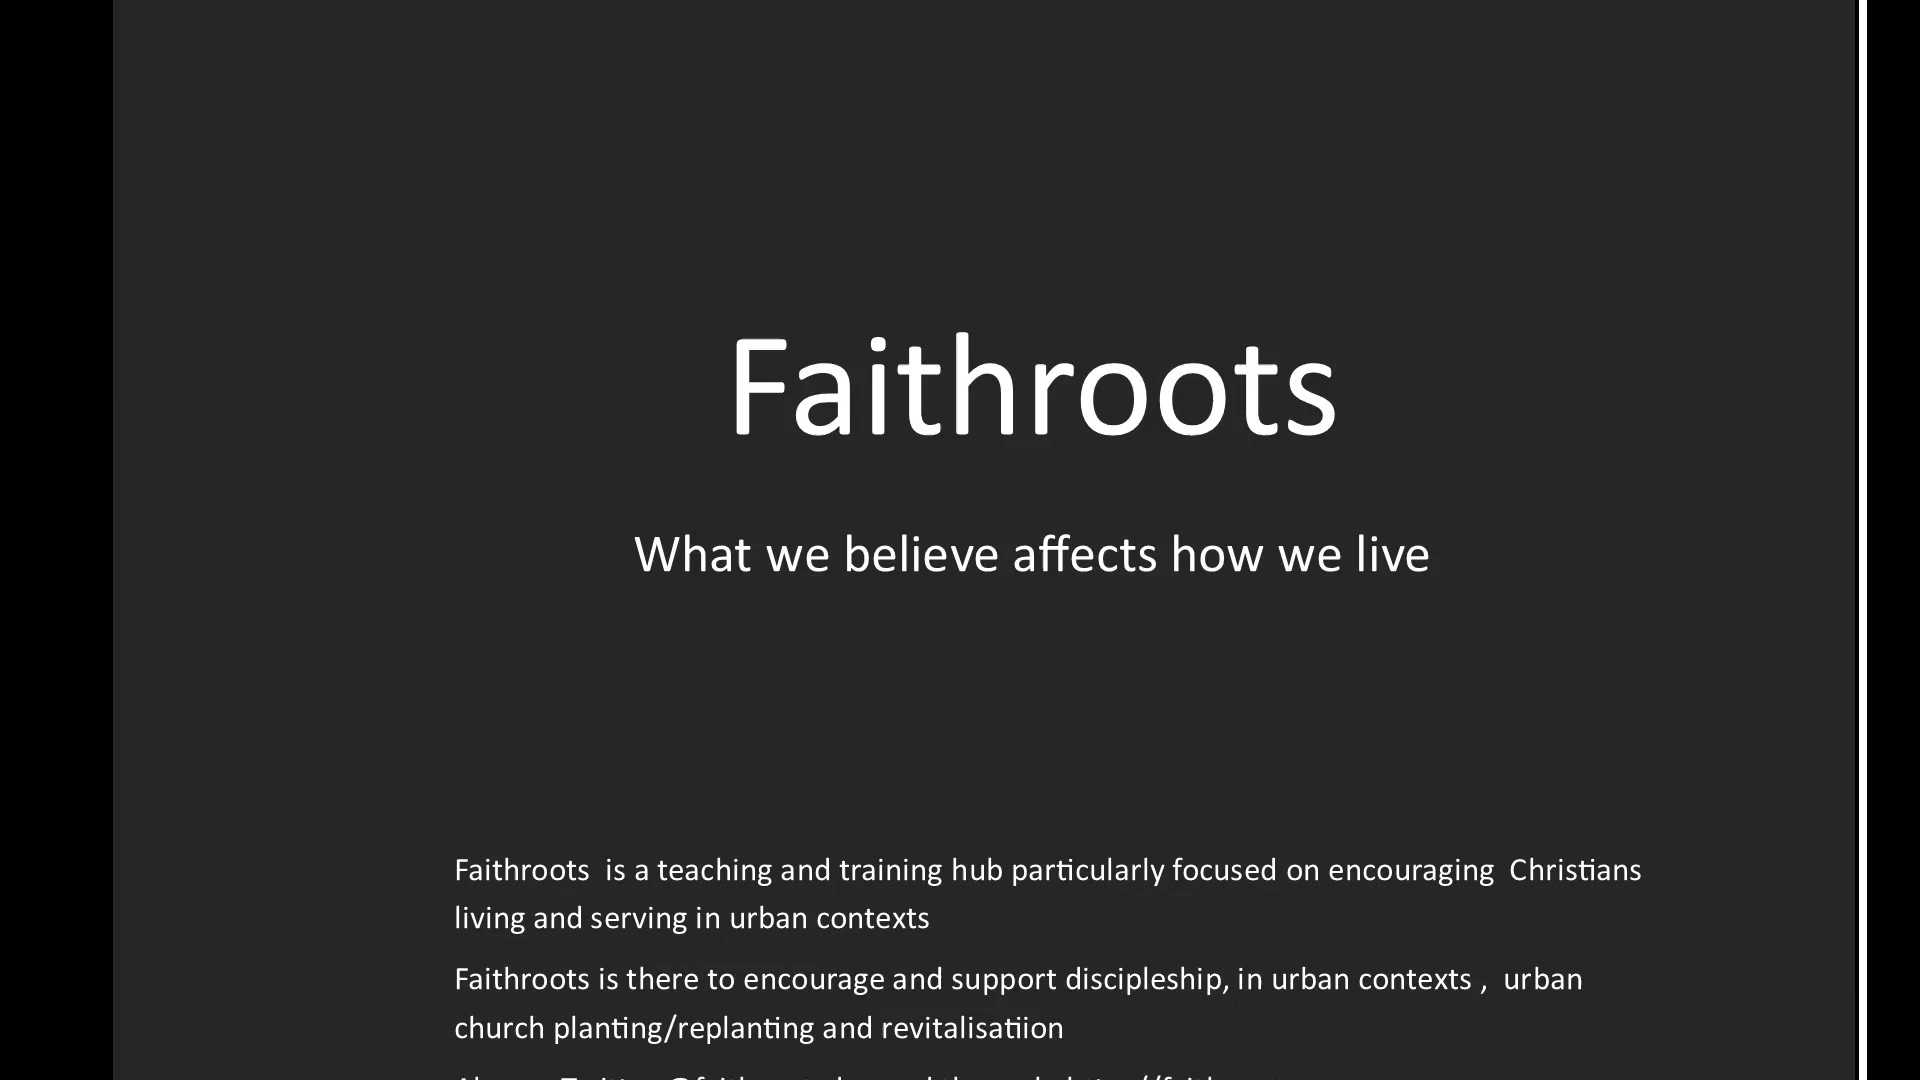 Faithroots
What we believe affects how we live
Faithroots  is a teaching and training hub particularly focused on encouraging  Christians
living and serving in urban contexts
Faithroots is there to encourage and support discipleship, in urban contexts ,  urban
church planting/replanting and revitalisatiion